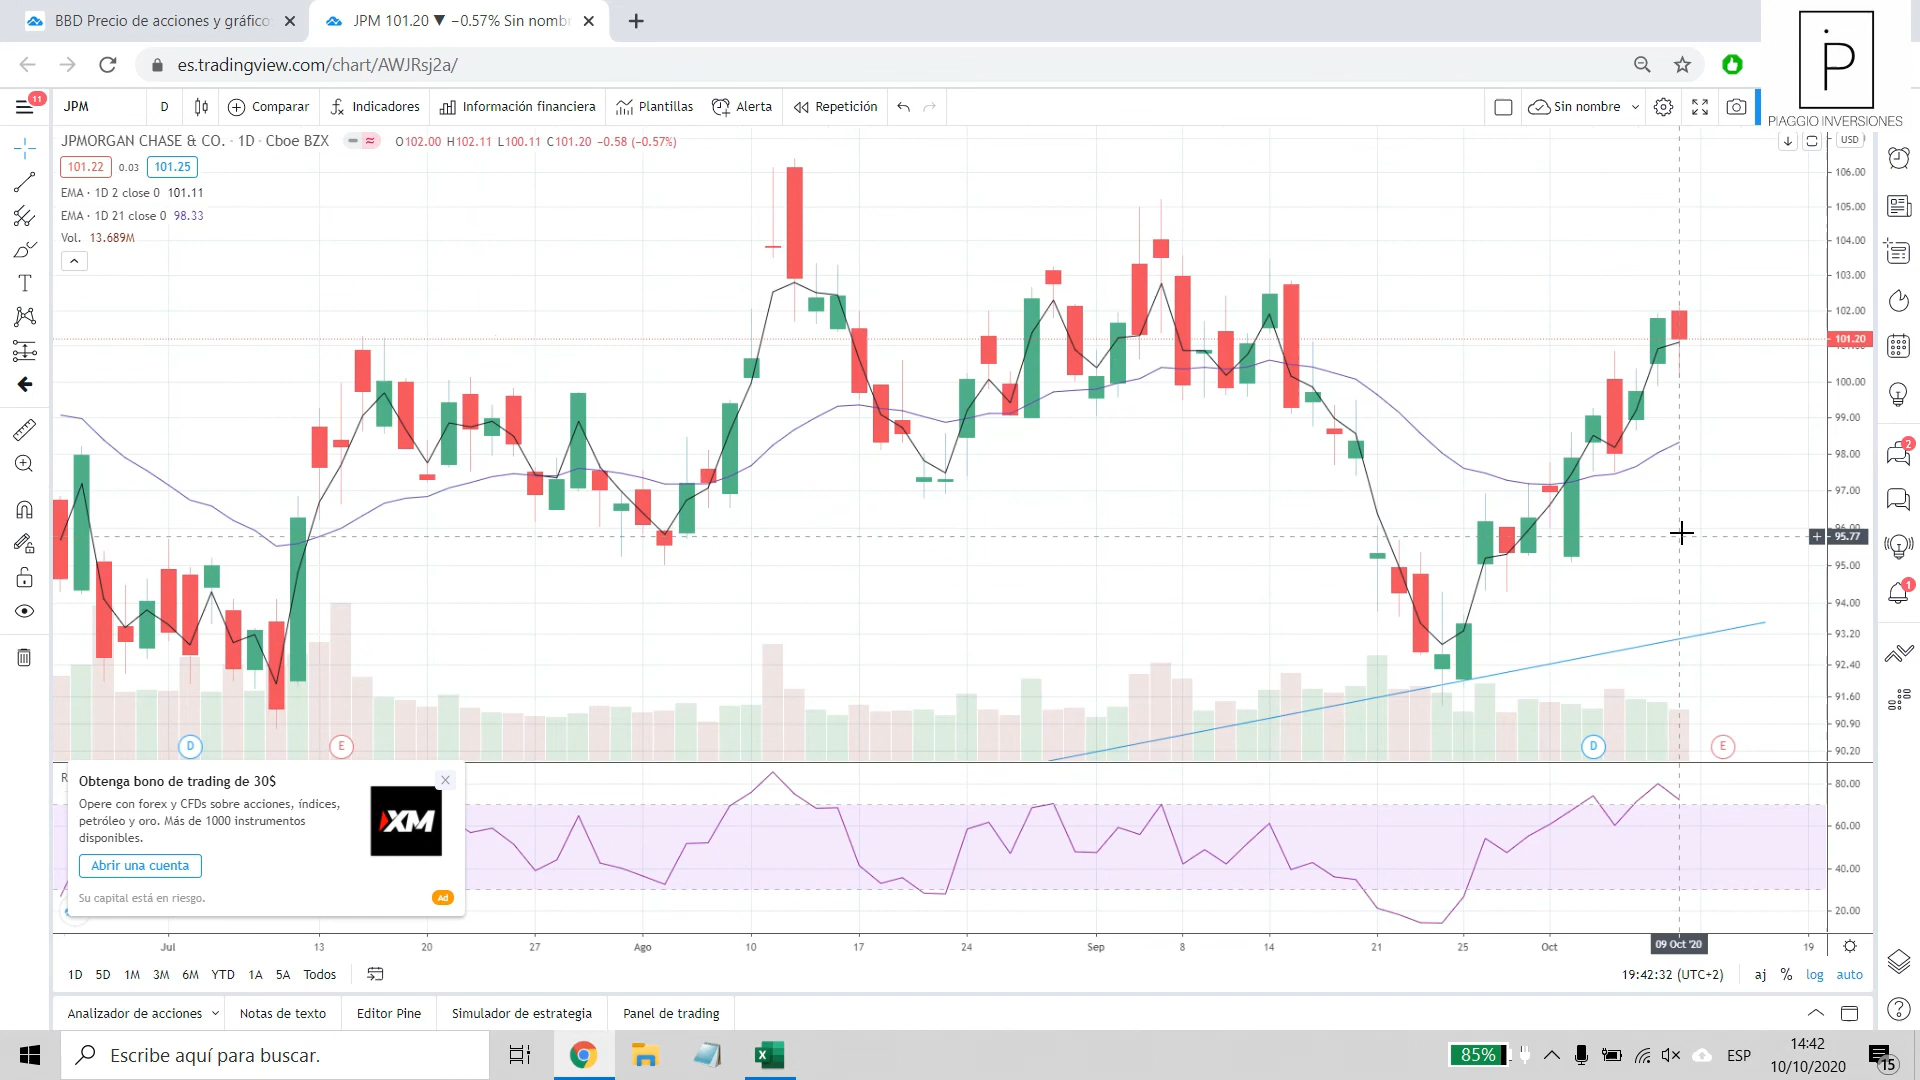 BBD Precio de acciones y gráfico
JPM 101.20 ▼ −0.57% Sin nomb
es.tradingview.com/chart/AWJRsj2a/
P
PIAGGIO INVERSIONES
11
JPM
D
Comparar
Indicadores
Información financiera
Plantillas
Alerta
Repetición
Sin nombre
JPMORGAN CHASE & CO. · 1D · Cboe BZX
O102.00 H102.11 L100.11 C101.20 −0.58 (−0.57%)
101.22
0.03
101.25
EMA · 1D 2 close 0 101.11
EMA · 1D 21 close 0 98.33
Vol. 13.689M
USD
106.00
105.00
104.00
103.00
102.00
101.20
100.00
99.00
98.00
97.00
96.00
95.77
95.00
94.00
93.20
92.40
91.60
90.90
90.20
2
1
D
E
D
E
R
80.00
60.00
40.00
20.00
Obtenga bono de trading de 30$
Opere con forex y CFDs sobre acciones, índices,
petróleo y oro. Más de 1000 instrumentos
disponibles.
Abrir una cuenta
Su capital está en riesgo.
Ad
XM
Jul
13
20
27
Ago
10
17
24
Sep
8
14
21
25
Oct
09 Oct '20
19
1D
5D
1M
3M
6M
YTD
1A
5A
Todos
19:42:32 (UTC+2)
aj
%
log
auto
Analizador de acciones
Notas de texto
Editor Pine
Simulador de estrategia
Panel de trading
Escribe aquí para buscar.
85%
ESP
14:42
10/10/2020
15